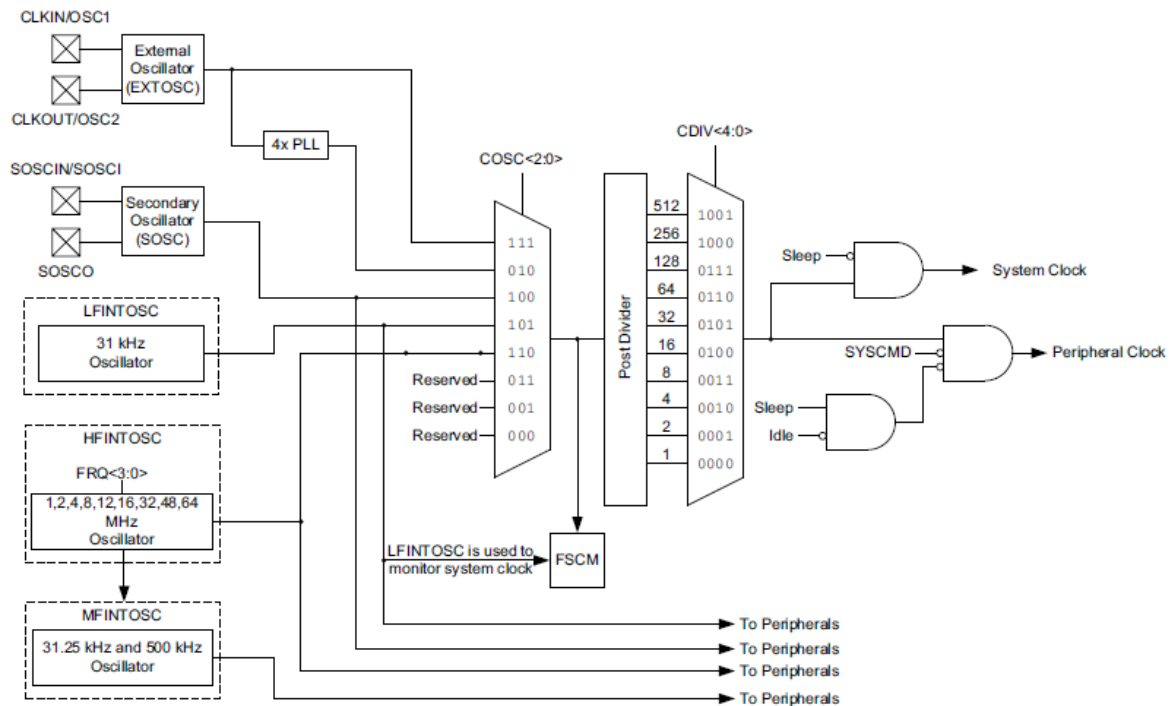 CLKIN/OSC1
External
Oscillator
(EXTOSC)
CLKOUT/OSC2
4x PLL
SOSCIN/SOSCI
Secondary
Oscillator
(SOSC)
SOSCO
LFINTOSC
31 kHz
Oscillator
HFINTOSC
FRQ<3:0>
1,2,4,8,12,16,32,48,64
MHz
Oscillator
MFINTOSC
31.25 kHz and 500 kHz
Oscillator
COSC<2:0>
111
010
100
101
110
Reserved 011
Reserved 001
Reserved 000
LFINTOSC is used to
monitor system clock
FSCM
Post Divider
CDIV<4:0>
512 1001
256 1000
128 0111
64 0110
32 0101
16 0100
8 0011
4 0010
2 0001
1 0000
Sleep
System Clock
SYSCMD
Peripheral Clock
Sleep
Idle
To Peripherals
To Peripherals
To Peripherals
To Peripherals